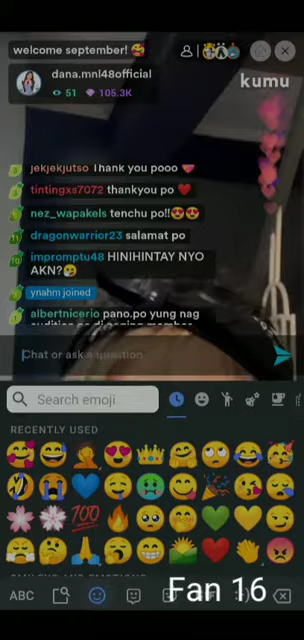 welcome september! 🥰
dana.mnl48official
51 105.3K
kumu
jekjekjutso Thank you pooo
tintingxs7072 thankyou po ❤️
nez_wapakels tenchu po!!😍😍
dragonwarrior23 salamat po
impromptu48 HINIHINTAY NYO
AKN?😜
ynahm joined
albertnicerio pano.po yung nag
Chat or ask a question
Search emoji
RECENTLY USED
ABC
Fan 16